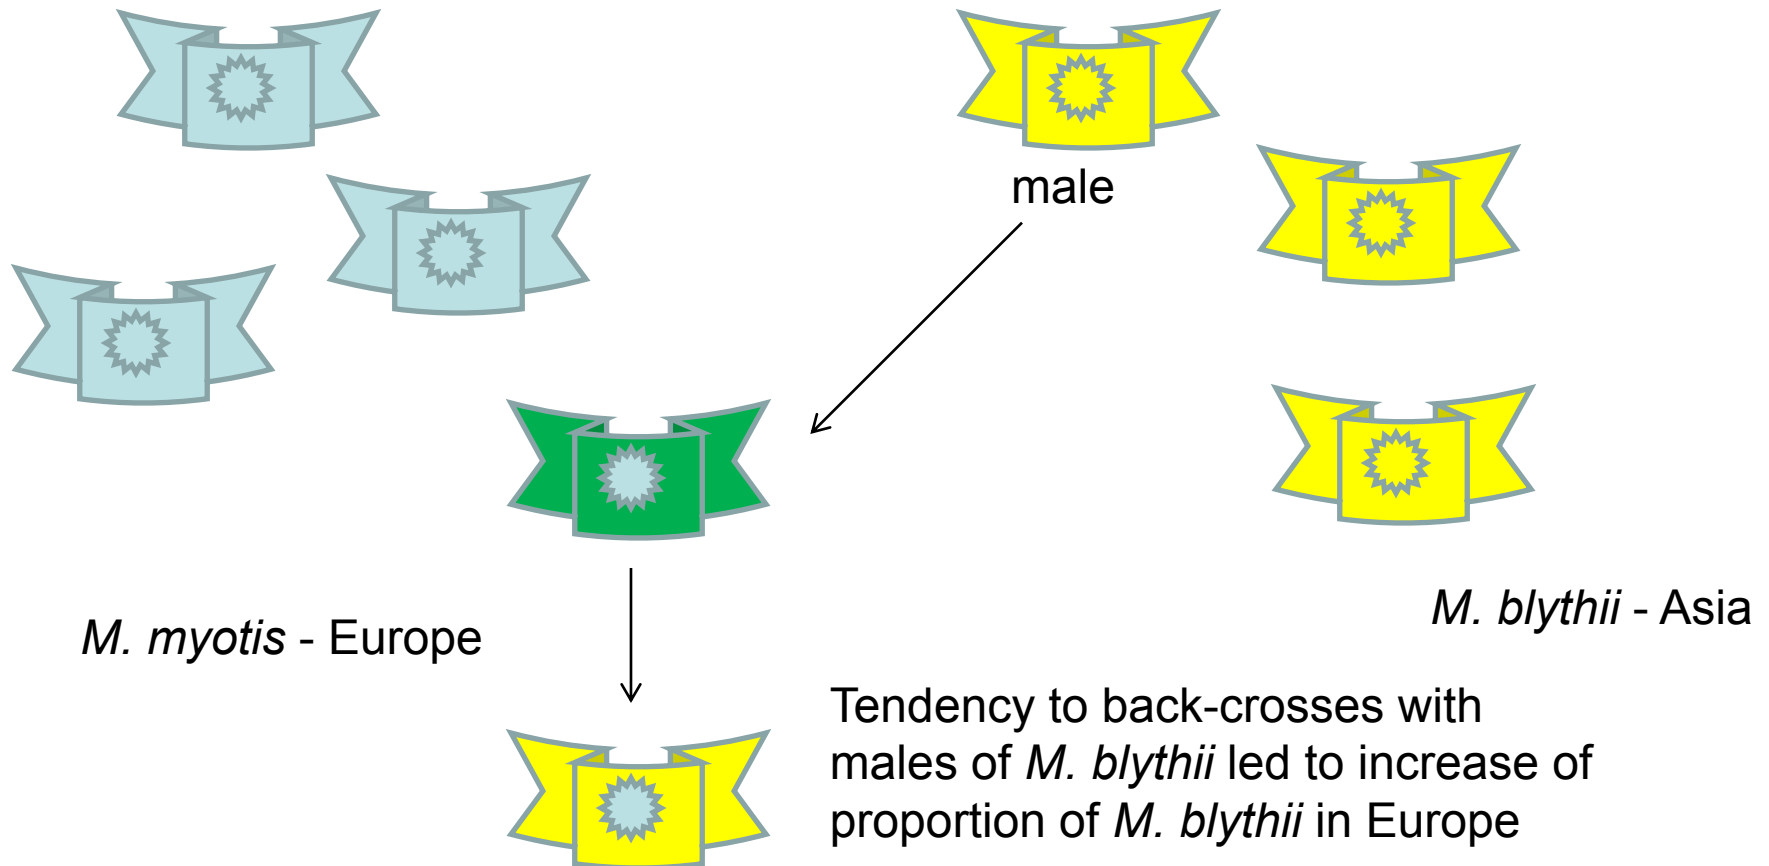 male
M. myotis - Europe
M. blythii - Asia
Tendency to back-crosses with
males of M. blythii led to increase of
proportion of M. blythii in Europe